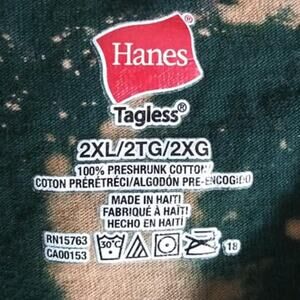 Hanes
Tagless®
2XL/2TG/2XG
100% PRESHRUNK COTTON
COTON PRÉRÉTRÉCI/ALGODÓN PRE-ENCOGIDO
MADE IN HAITI
FABRIQUÉ À HAÏTI
HECHO EN HAITI
RN15763
CA00153
30°C
18